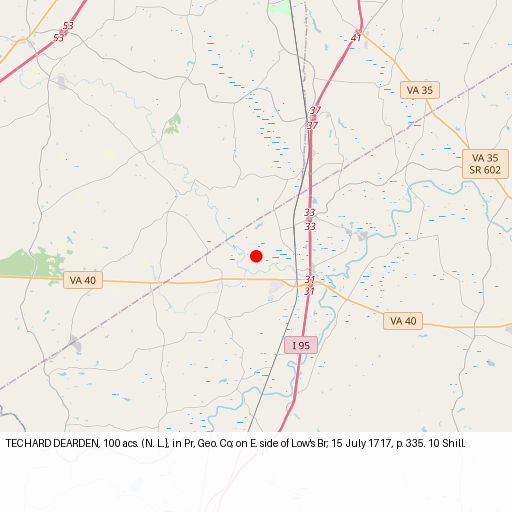 53
53
41
VA 35
37
37
VA 35
SR 602
33
33
VA 40
31
31
VA 40
I 95
TECHARD DEARDEN, 100 acs. (N. L.), in Pr, Geo. Co; on E. side of Low's Br; 15 July 1717, p. 335. 10 Shill.